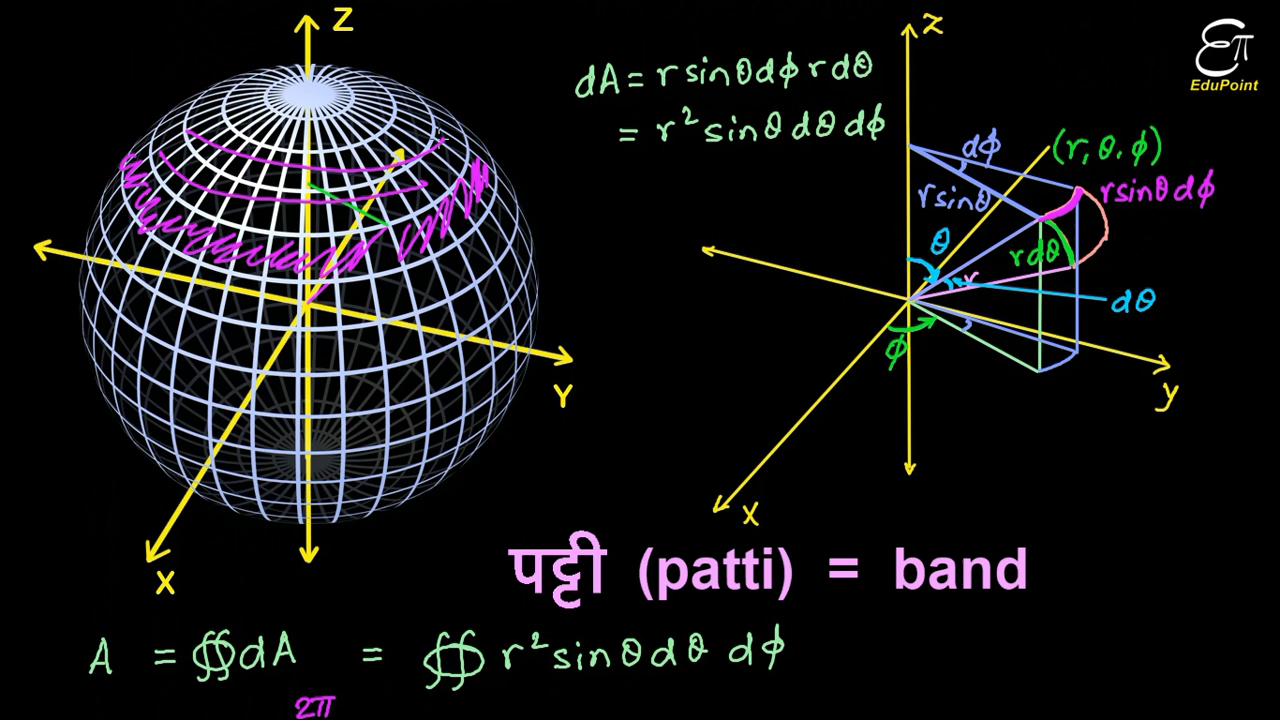 Z
Y
X
dA = r sinθ dϕ r dθ
= r² sinθ dθ dϕ
z
dϕ
(r, θ, ϕ)
r sinθ
r sinθ dϕ
θ
r dθ
r
dθ
ϕ
y
x
επ
EduPoint
पट्टी (patti) = band
A = ∯ dA = ∯ r² sinθ dθ dϕ
2π